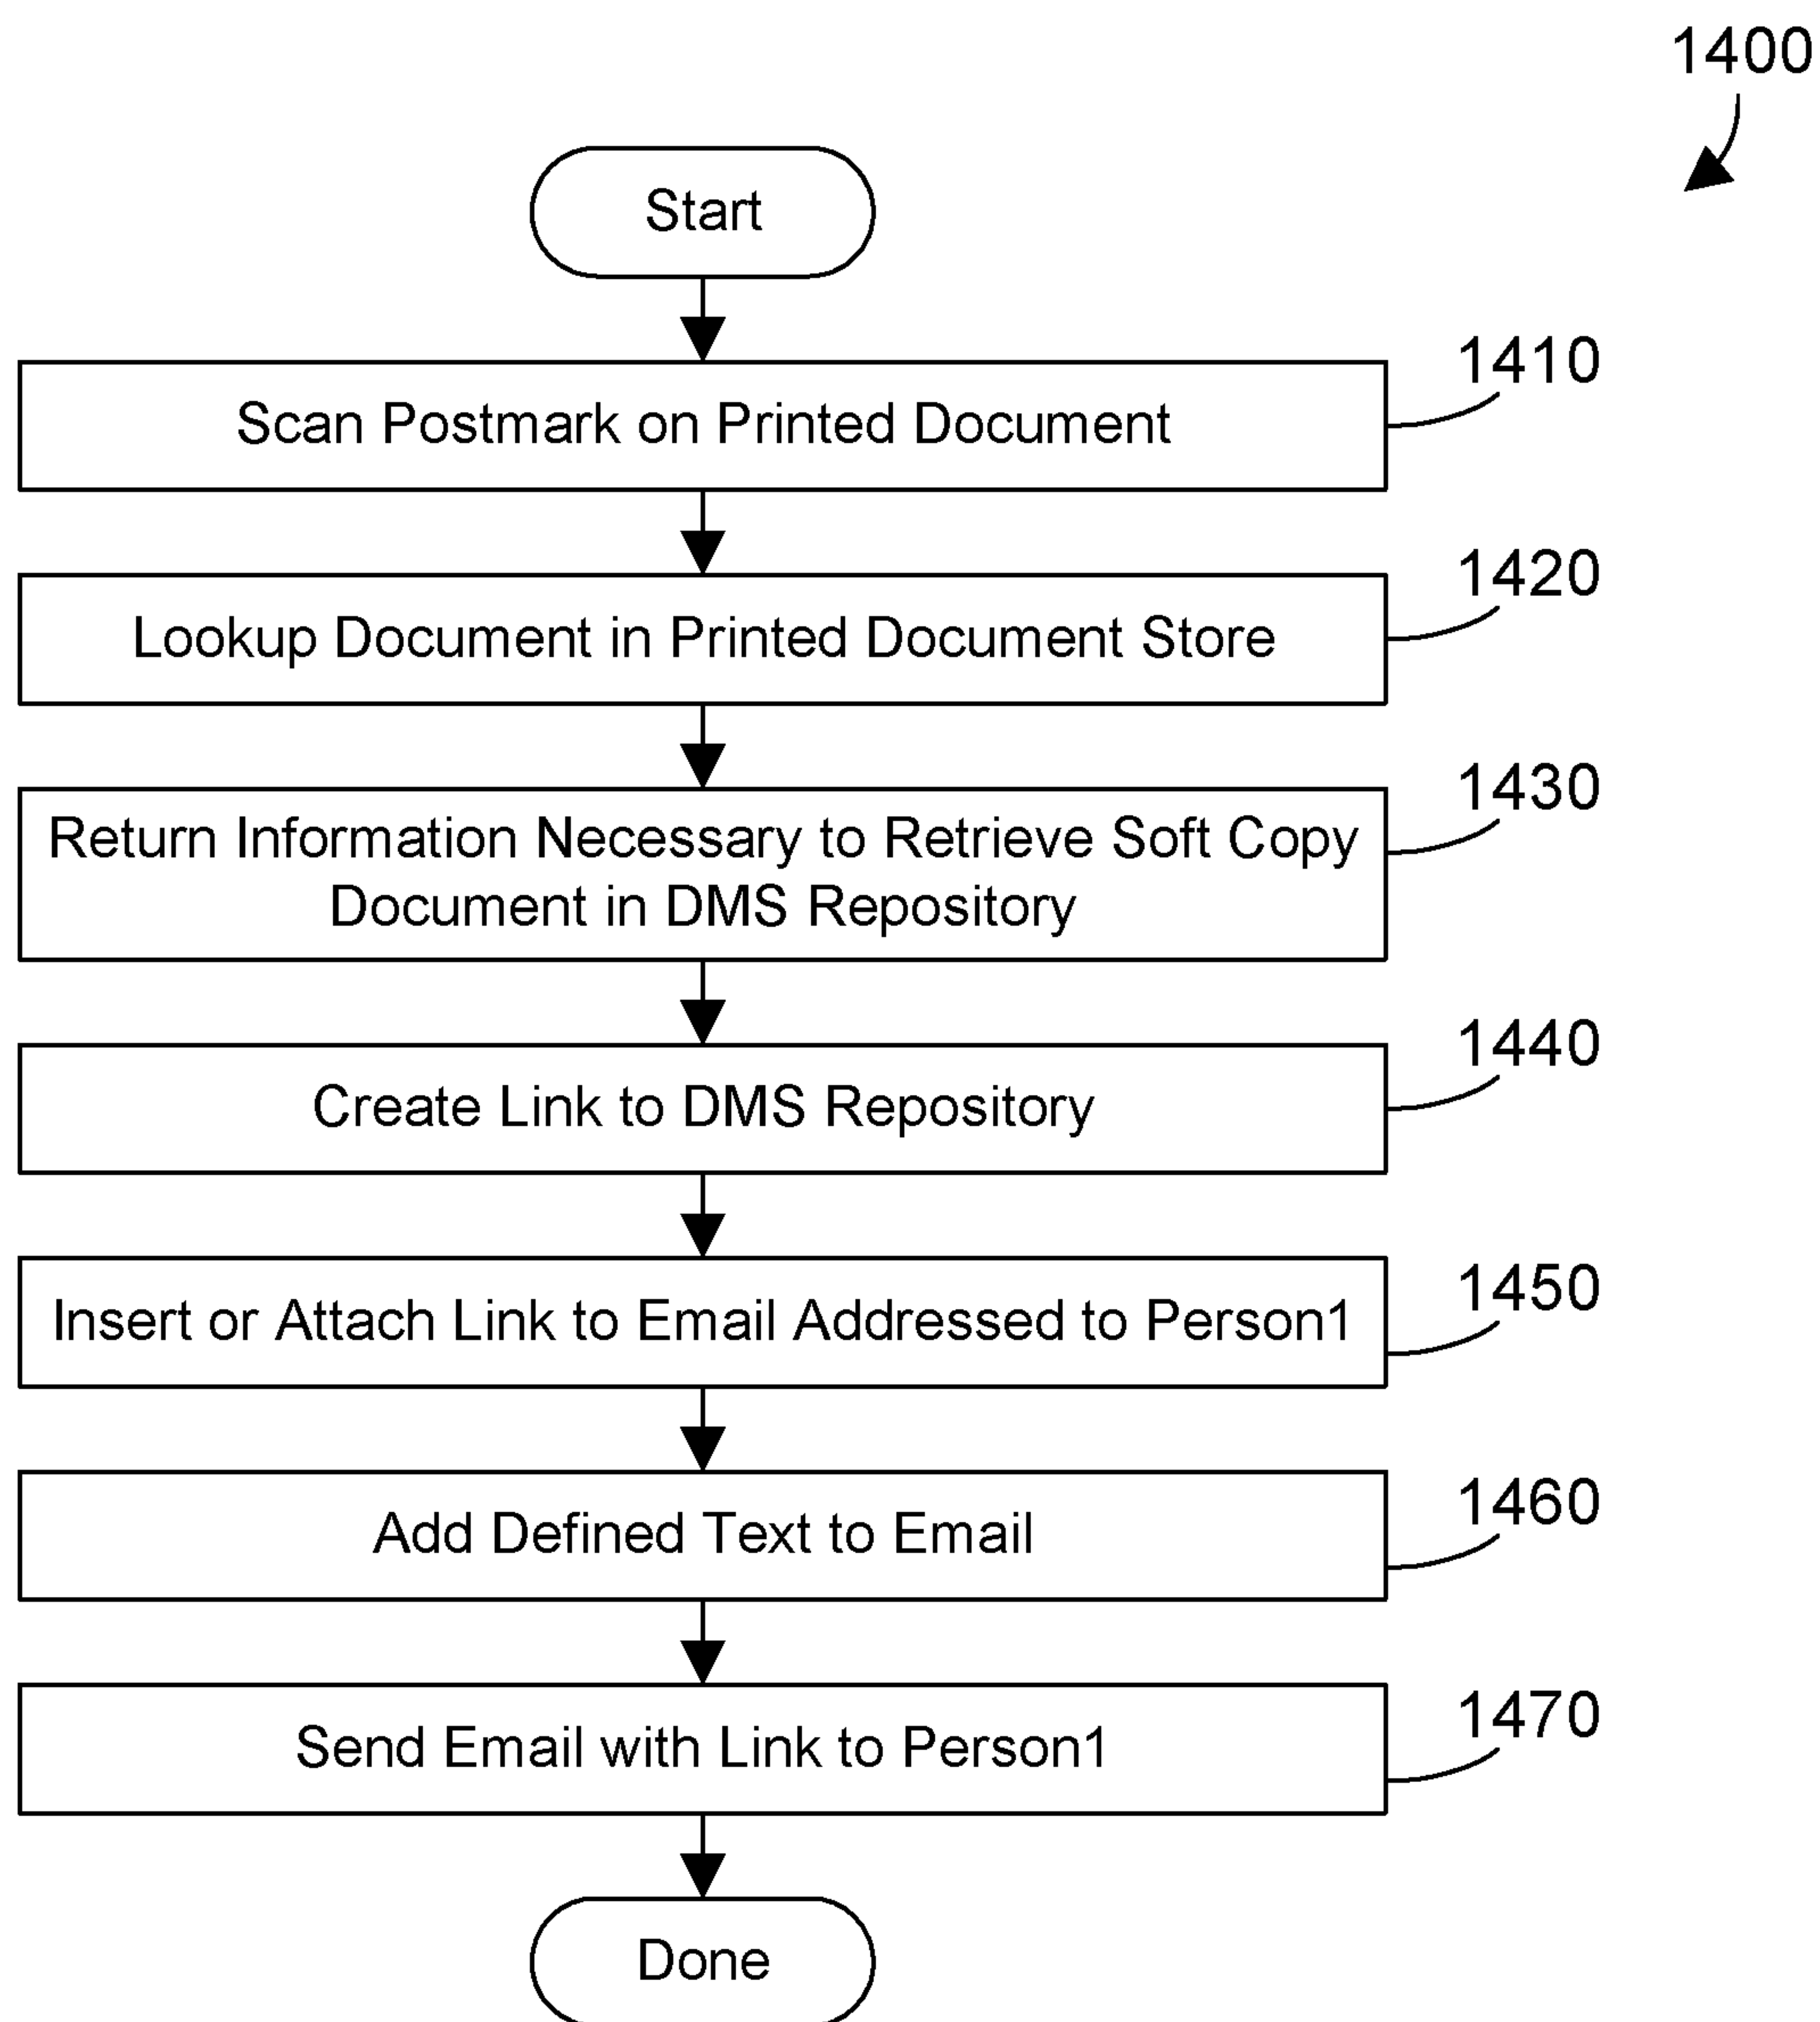 1400
Start
1410
Scan Postmark on Printed Document
1420
Lookup Document in Printed Document Store
1430
Return Information Necessary to Retrieve Soft Copy
Document in DMS Repository
1440
Create Link to DMS Repository
1450
Insert or Attach Link to Email Addressed to Person1
1460
Add Defined Text to Email
1470
Send Email with Link to Person1
Done